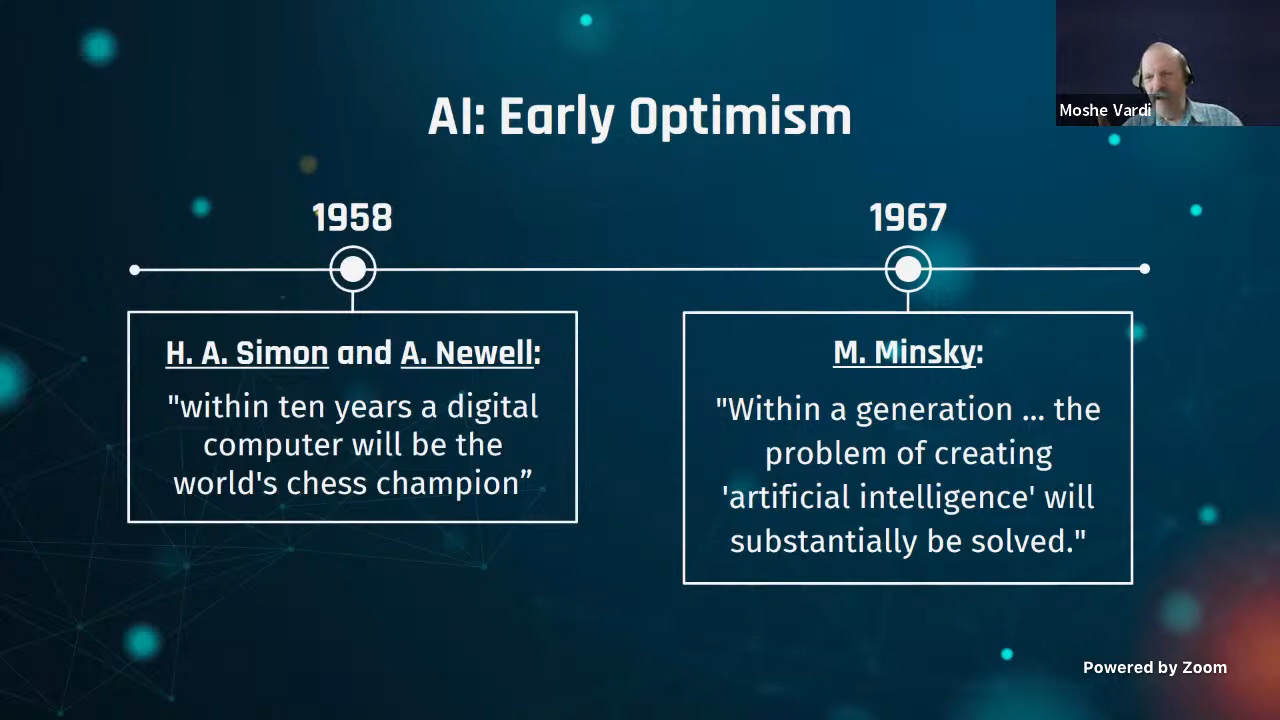 AI: Early Optimism
Moshe Vardi
1958
1967
H. A. Simon and A. Newell:
"within ten years a digital
computer will be the
world's chess champion”
M. Minsky:
"Within a generation ... the
problem of creating
'artificial intelligence' will
substantially be solved."
Powered by Zoom